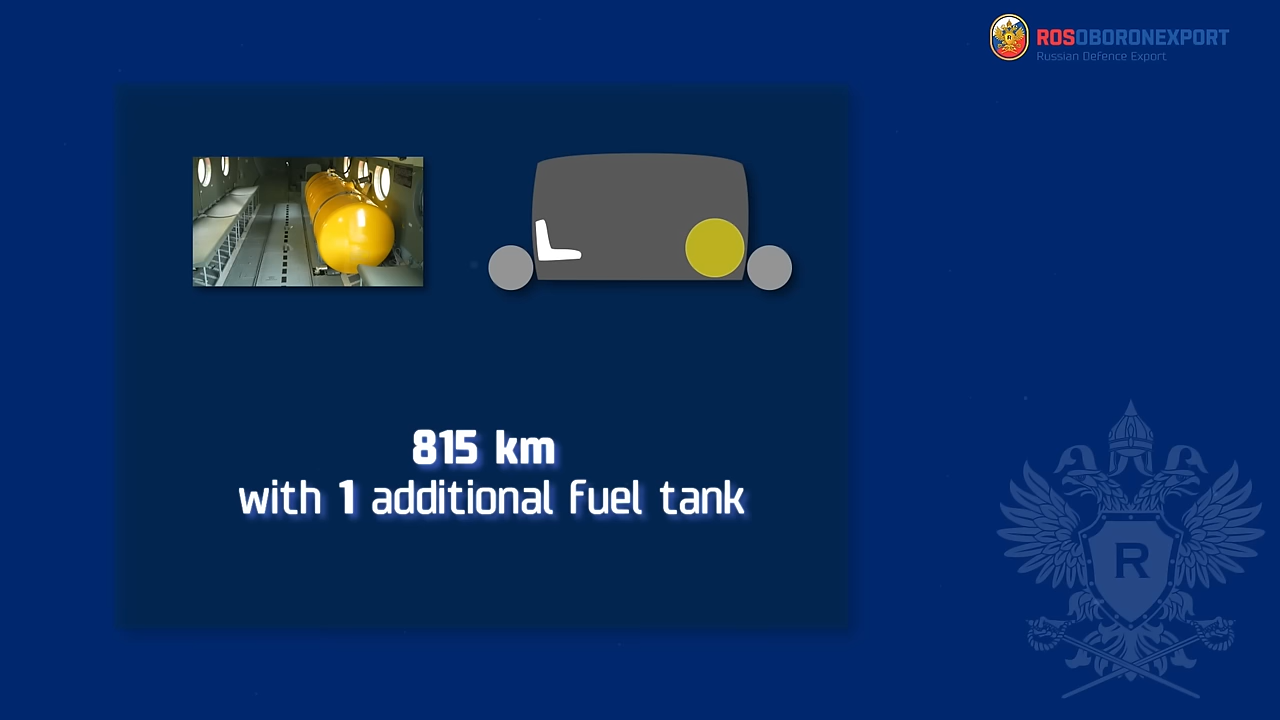 ROSOBORONEXPORT
Russian Defence Export
815 km
with 1 additional fuel tank
R